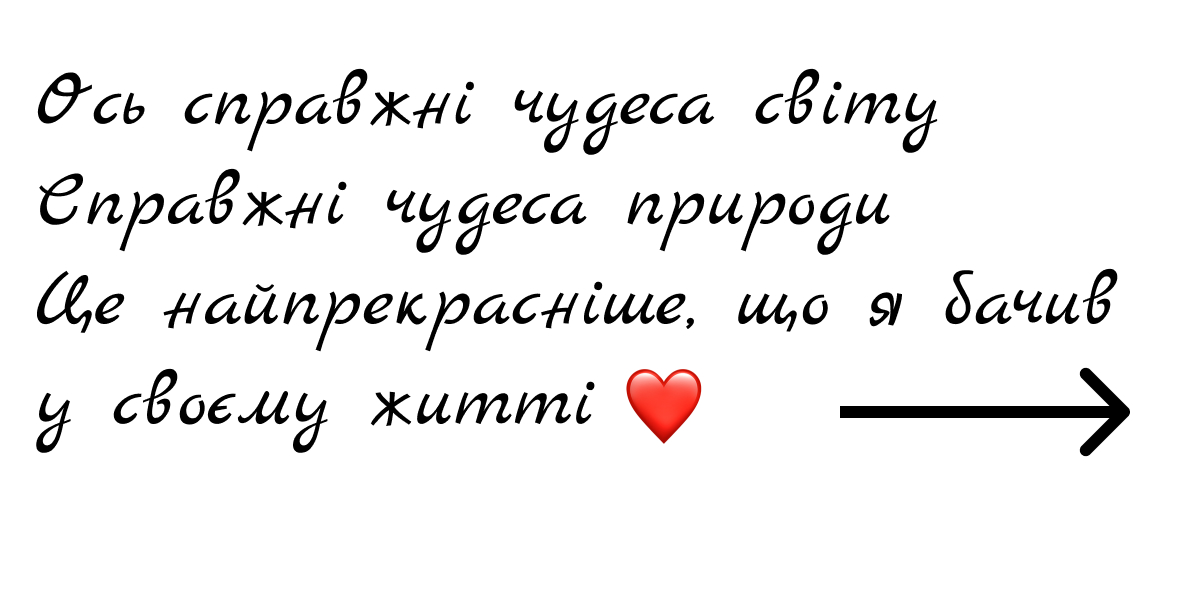 Ось справжні чудеса світу
Справжні чудеса природи
Це найпрекрасніше, що я бачив
у своєму житті ❤️